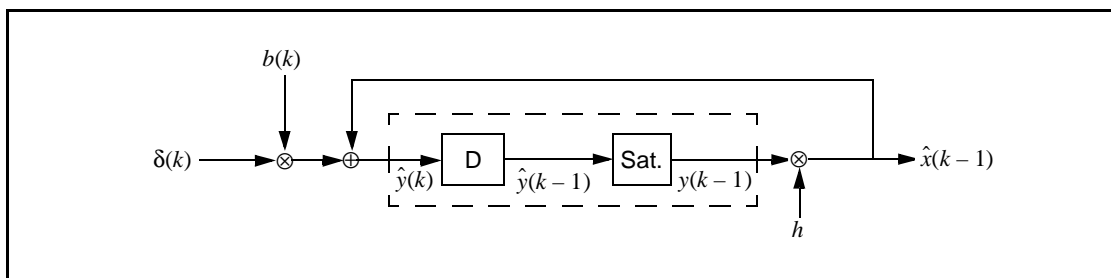 b(k)
δ(k)
⊗
⊕
ŷ(k)
D
ŷ(k – 1)
Sat.
y(k – 1)
⊗
x̂(k – 1)
h